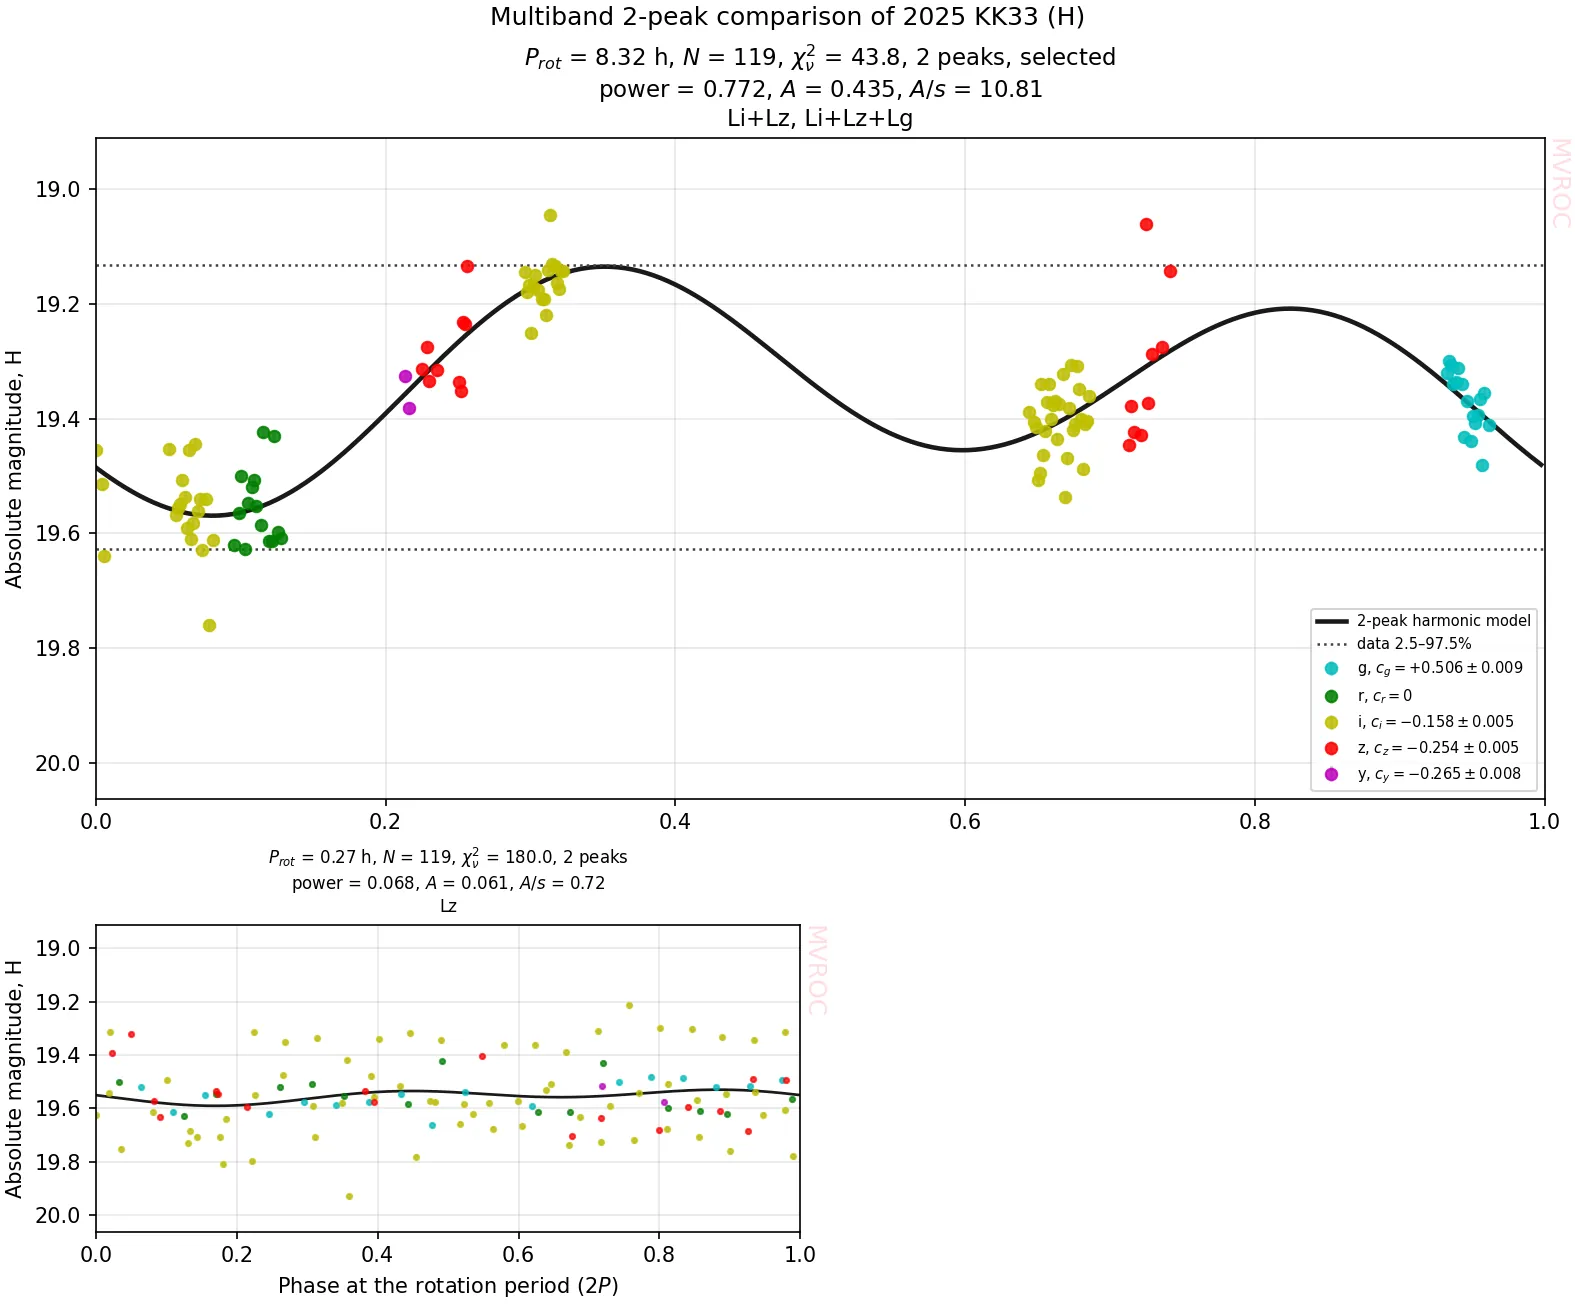 Multiband 2-peak comparison of 2025 KK33 (H)
P_rot = 8.32 h, N = 119, χ²_ν = 43.8, 2 peaks, selected
power = 0.772, A = 0.435, A/s = 10.81
Li+Lz, Li+Lz+Lg
MVROC
Absolute magnitude, H
19.0
19.2
19.4
19.6
19.8
20.0
2-peak harmonic model
data 2.5–97.5%
g, c_g = +0.506 ± 0.009
r, c_r = 0
i, c_i = −0.158 ± 0.005
z, c_z = −0.254 ± 0.005
y, c_y = −0.265 ± 0.008
0.0 0.2 0.4 0.6 0.8 1.0
P_rot = 0.27 h, N = 119, χ²_ν = 180.0, 2 peaks
power = 0.068, A = 0.061, A/s = 0.72
Lz
MVROC
Absolute magnitude, H
19.0
19.2
19.4
19.6
19.8
20.0
0.0 0.2 0.4 0.6 0.8 1.0
Phase at the rotation period (2P)